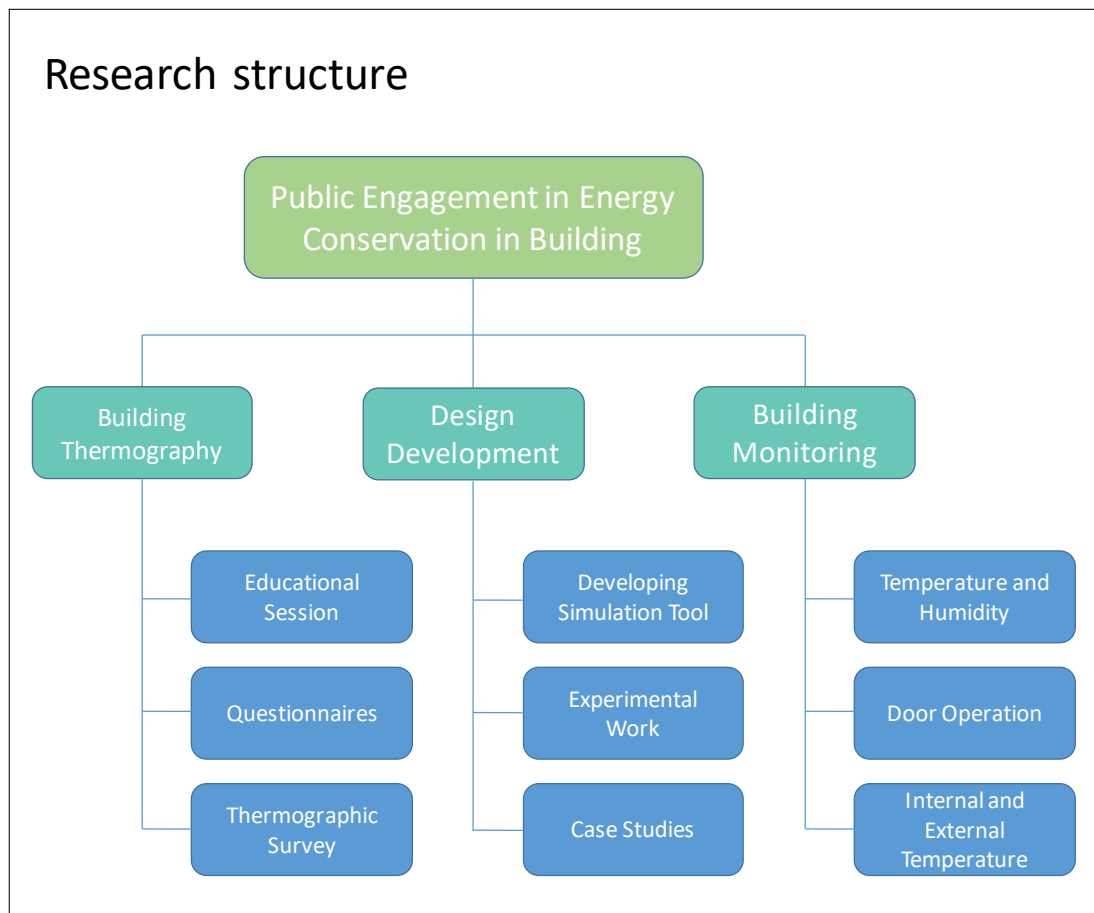 Research structure
Public Engagement in Energy
Conservation in Building
Building
Thermography
Design
Development
Building
Monitoring
Educational
Session
Developing
Simulation Tool
Temperature and
Humidity
Questionnaires
Experimental
Work
Door Operation
Thermographic
Survey
Case Studies
Internal and
External
Temperature